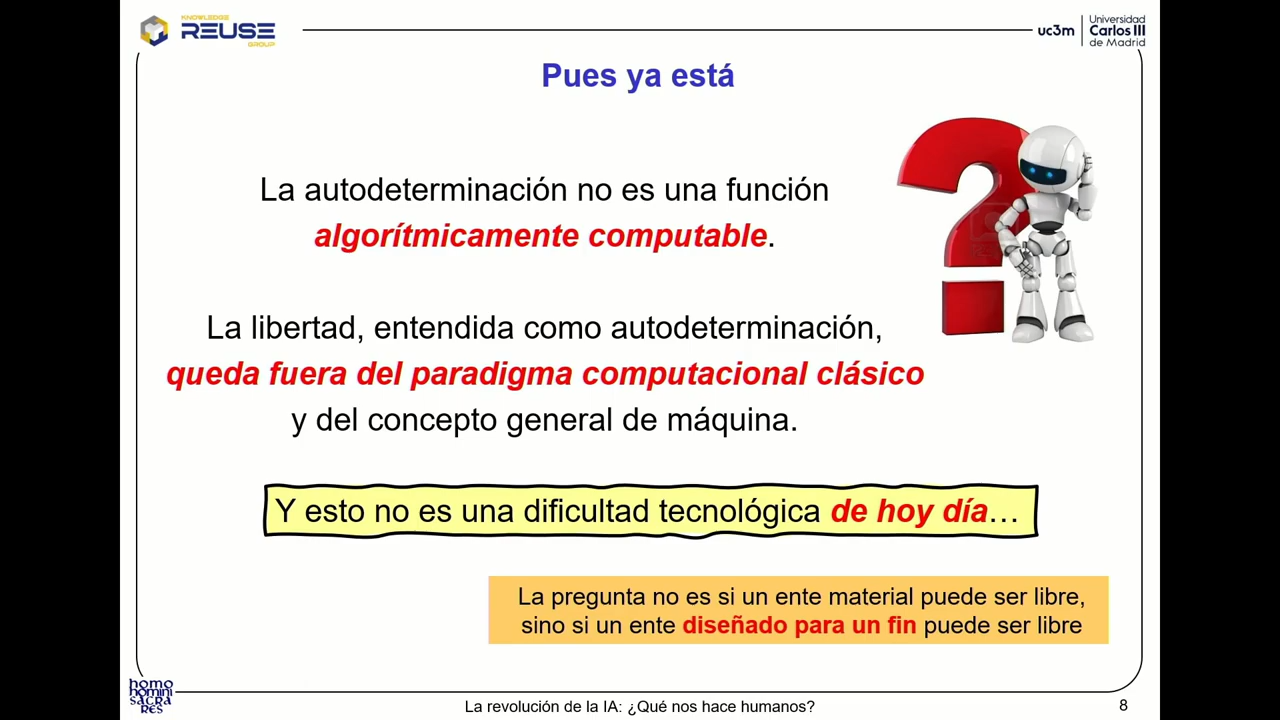 KNOWLEDGE
REUSE
GROUP
uc3m
Universidad
Carlos III
de Madrid
Pues ya está
La autodeterminación no es una función
algorítmicamente computable.
La libertad, entendida como autodeterminación,
queda fuera del paradigma computacional clásico
y del concepto general de máquina.
Y esto no es una dificultad tecnológica de hoy día…
La pregunta no es si un ente material puede ser libre,
sino si un ente diseñado para un fin puede ser libre
homo
homini
SACRA
RES
La revolución de la IA: ¿Qué nos hace humanos?
8